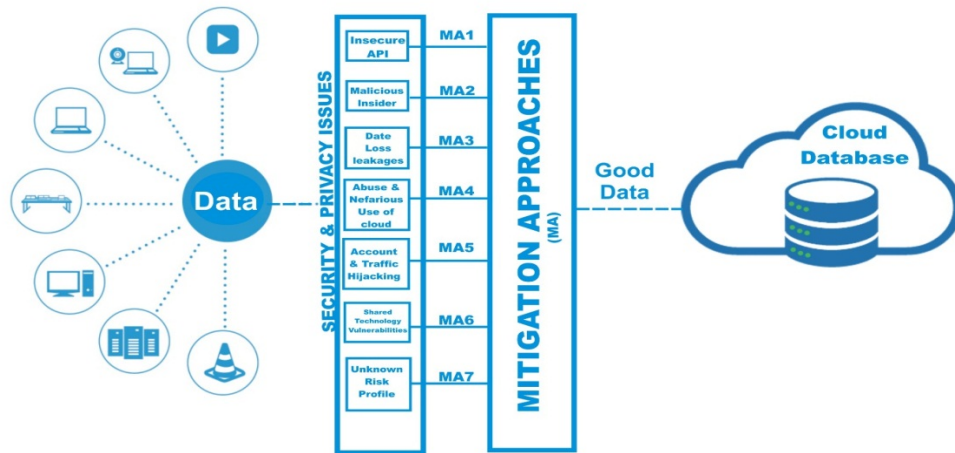 Data
SECURITY & PRIVACY ISSUES
Insecure
API
Malicious
Insider
Date
Loss
leakages
Abuse &
Nefarious
Use of
cloud
Account
& Traffic
Hijacking
Shared
Technology
Vulnerabilities
Unknown
Risk
Profile
MA1
MA2
MA3
MA4
MA5
MA6
MA7
MITIGATION APPROACHES
(MA)
Good
Data
Cloud
Database